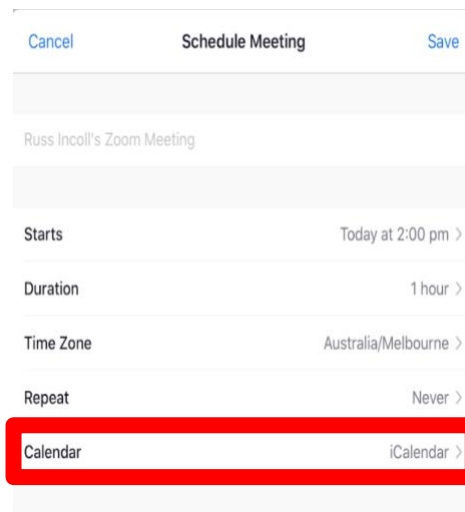 Cancel Schedule Meeting Save
Russ Incoll's Zoom Meeting
Starts Today at 2:00 pm >
Duration 1 hour >
Time Zone Australia/Melbourne >
Repeat Never >
Calendar iCalendar >